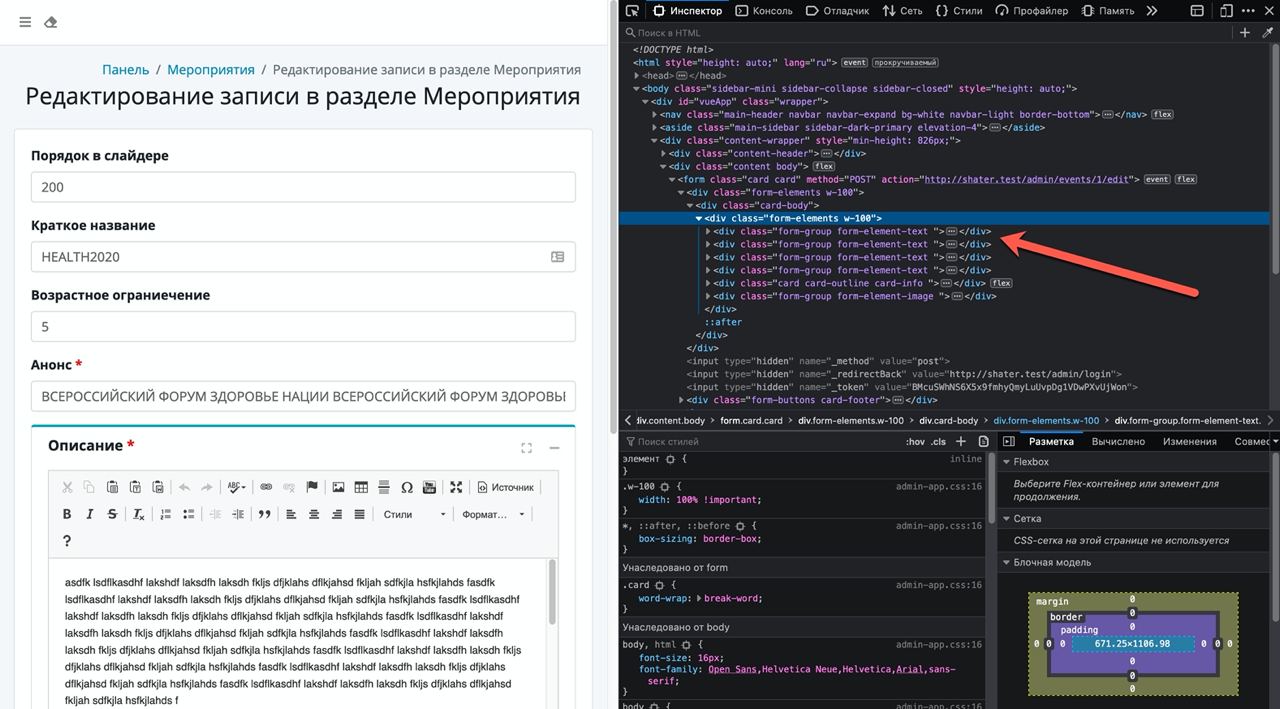 Панель / Мероприятия / Редактирование записи в разделе Мероприятия
Редактирование записи в разделе Мероприятия
Порядок в слайдере
200
Краткое название
HEALTH2020
Возрастное ограниечение
5
Анонс *
ВСЕРОССИЙСКИЙ ФОРУМ ЗДОРОВЬЕ НАЦИИ ВСЕРОССИЙСКИЙ ФОРУМ ЗДОРОВЫ
Описание *
Источник
Стили
Формат...
?
asdfk lsdflkasdhf lakshdf laksdfh laksdh fkljs dfjklahs dflkjahsd fkljah sdfkjla hsfkjlahds fasdfk
lsdflkasdhf lakshdf laksdfh laksdh fkljs dfjklahs dflkjahsd fkljah sdfkjla hsfkjlahds fasdfk lsdflkasdhf
lakshdf laksdfh laksdh fkljs dfjklahs dflkjahsd fkljah sdfkjla hsfkjlahds fasdfk lsdflkasdhf lakshdf
laksdfh laksdh fkljs dfjklahs dflkjahsd fkljah sdfkjla hsfkjlahds fasdfk lsdflkasdhf lakshdf laksdfh
laksdh fkljs dfjklahs dflkjahsd fkljah sdfkjla hsfkjlahds fasdfk lsdflkasdhf lakshdf laksdfh laksdh fkljs
dfjklahs dflkjahsd fkljah sdfkjla hsfkjlahds fasdfk lsdflkasdhf lakshdf laksdfh laksdh fkljs dfjklahs
dflkjahsd fkljah sdfkjla hsfkjlahds fasdfk lsdflkasdhf lakshdf laksdfh laksdh fkljs dfjklahs dflkjahsd
fkljah sdfkjla hsfkjlahds f
Инспектор Консоль Отладчик Сеть Стили Профайлер Память
Поиск в HTML
<!DOCTYPE html>
<html style="height: auto;" lang="ru"> event прокручиваемый
<head></head>
<body class="sidebar-mini sidebar-collapse sidebar-closed" style="height: auto;">
<div id="vueApp" class="wrapper">
<nav class="main-header navbar navbar-expand bg-white navbar-light border-bottom"></nav> flex
<aside class="main-sidebar sidebar-dark-primary elevation-4"></aside>
<div class="content-wrapper" style="min-height: 826px;">
<div class="content-header"></div>
<div class="content body"> flex
<form class="card card" method="POST" action="http://shater.test/admin/events/1/edit"> event flex
<div class="form-elements w-100">
<div class="card-body">
<div class="form-elements w-100">
<div class="form-group form-element-text "></div>
<div class="form-group form-element-text "></div>
<div class="form-group form-element-text "></div>
<div class="form-group form-element-text "></div>
<div class="card card-outline card-info "></div> flex
<div class="form-group form-element-image "></div>
</div>
::after
</div>
</div>
<input type="hidden" name="_method" value="post">
<input type="hidden" name="_redirectBack" value="http://shater.test/admin/login">
<input type="hidden" name="_token" value="BMcuSWhNS6X5x9fmhyQmyLuUvpDg1VDwPXvUjWon">
<div class="form-buttons card-footer"></div>
div.content.body form.card.card div.form-elements.w-100 div.card-body div.form-elements.w-100 div.form-group.form-element-text.
Поиск стилей :hov .cls
элемент { inline
}
.w-100 { admin-app.css:16
width: 100% !important;
}
*, ::after, ::before { admin-app.css:16
box-sizing: border-box;
}
Унаследовано от form
.card { admin-app.css:16
word-wrap: break-word;
}
Унаследовано от body
body, html { admin-app.css:16
font-size: 16px;
font-family: Open Sans,Helvetica Neue,Helvetica,Arial,sans-
serif;
}
body { admin-app.css:16
Разметка Вычислено Изменения Совмес
Flexbox
Выберите Flex-контейнер или элемент для
продолжения.
Сетка
CSS-сетка на этой странице не используется
Блочная модель
margin 0
border 0
padding 0
0 0 0 671.25×1106.98 0 0 0
0
0
0